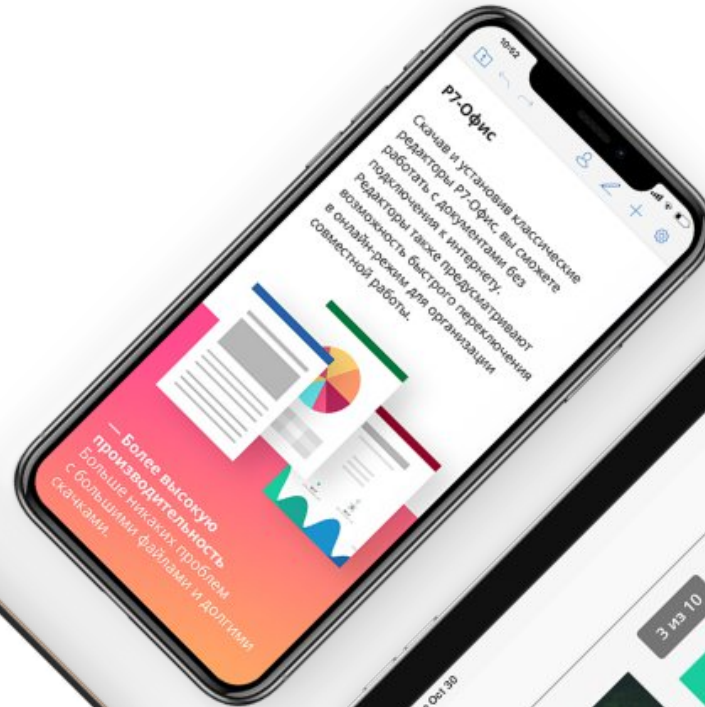 10:52
Р7-Офис
Скачав и установив классические
редакторы Р7-Офис, вы сможете
работать с документами без
подключения к интернету.
Редакторы также предусматривают
возможность быстрого переключения
в онлайн-режим для организации
совместной работы.
— Более высокую
производительность
Больше никаких проблем
с большими файлами и долгими
скачками.
3 из 10
Oct 30